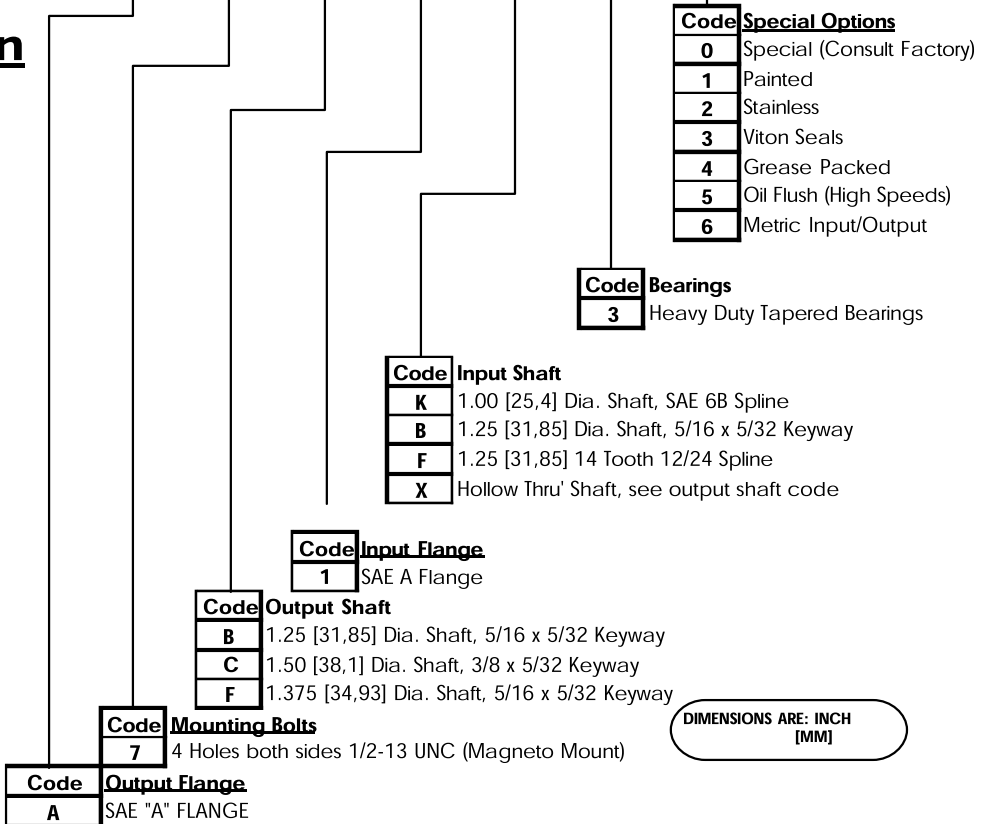 n
Code Special Options
0 Special (Consult Factory)
1 Painted
2 Stainless
3 Viton Seals
4 Grease Packed
5 Oil Flush (High Speeds)
6 Metric Input/Output
Code Bearings
3 Heavy Duty Tapered Bearings
Code Input Shaft
K 1.00 [25,4] Dia. Shaft, SAE 6B Spline
B 1.25 [31,85] Dia. Shaft, 5/16 x 5/32 Keyway
F 1.25 [31,85] 14 Tooth 12/24 Spline
X Hollow Thru' Shaft, see output shaft code
Code Input Flange
1 SAE A Flange
Code Output Shaft
B 1.25 [31,85] Dia. Shaft, 5/16 x 5/32 Keyway
C 1.50 [38,1] Dia. Shaft, 3/8 x 5/32 Keyway
F 1.375 [34,93] Dia. Shaft, 5/16 x 5/32 Keyway
DIMENSIONS ARE: INCH
[MM]
Code Mounting Bolts
7 4 Holes both sides 1/2-13 UNC (Magneto Mount)
Code Output Flange
A SAE "A" FLANGE